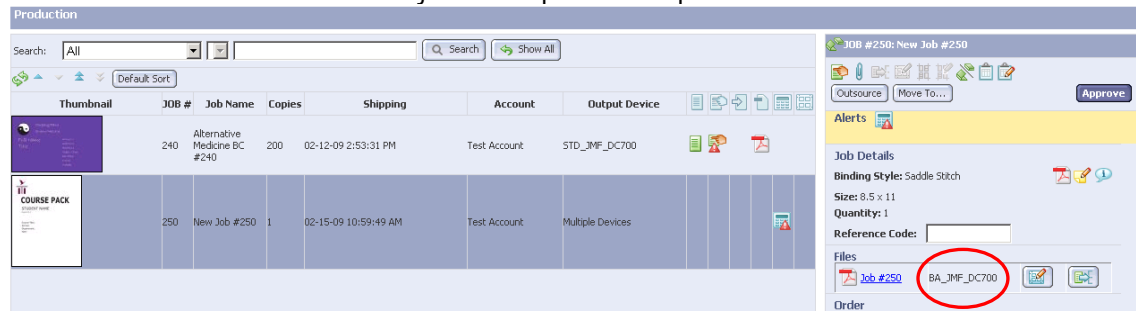 Production
Search: All Search Show All
Default Sort
Thumbnail JOB # Job Name Copies Shipping Account Output Device
240 Alternative Medicine BC #240 200 02-12-09 2:53:31 PM Test Account STD_JMF_DC700
COURSE PACK
STUDENT NAME
250 New Job #250 1 02-15-09 10:59:49 AM Test Account Multiple Devices
JOB #250: New Job #250
Outsource Move To... Approve
Alerts
Job Details
Binding Style: Saddle Stitch
Size: 8.5 x 11
Quantity: 1
Reference Code:
Files
Job #250 BA_JMF_DC700
Order